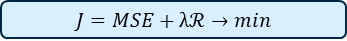 J = MSE + λℛ → min